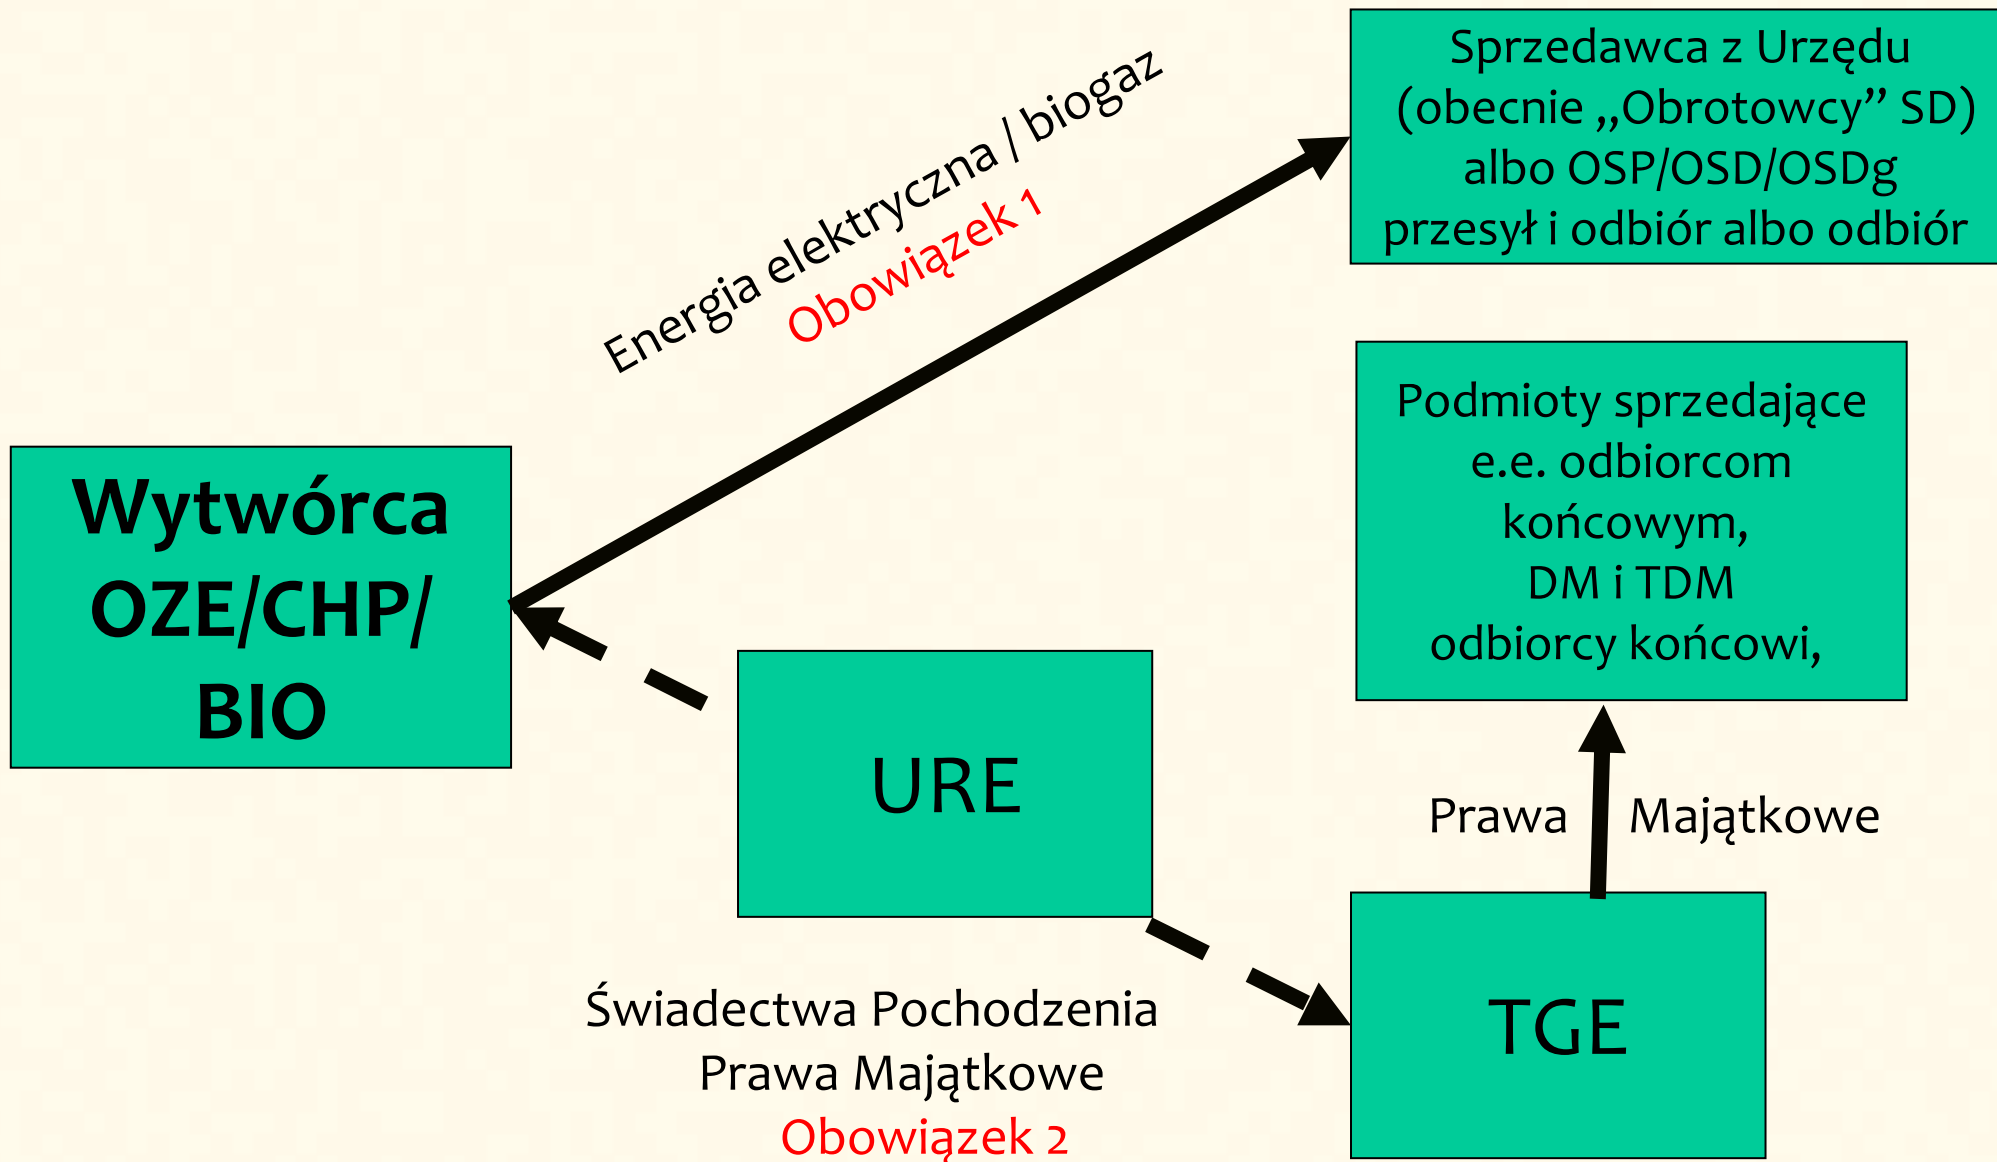 Sprzedawca z Urzędu
(obecnie „Obrotowcy” SD)
albo OSP/OSD/OSDg
przesył i odbiór albo odbiór
Energia elektryczna / biogaz
Obowiązek 1
Podmioty sprzedające
e.e. odbiorcom
końcowym,
DM i TDM
odbiorcy końcowi,
Wytwórca
OZE/CHP/
BIO
URE
Prawa Majątkowe
TGE
Świadectwa Pochodzenia
Prawa Majątkowe
Obowiązek 2